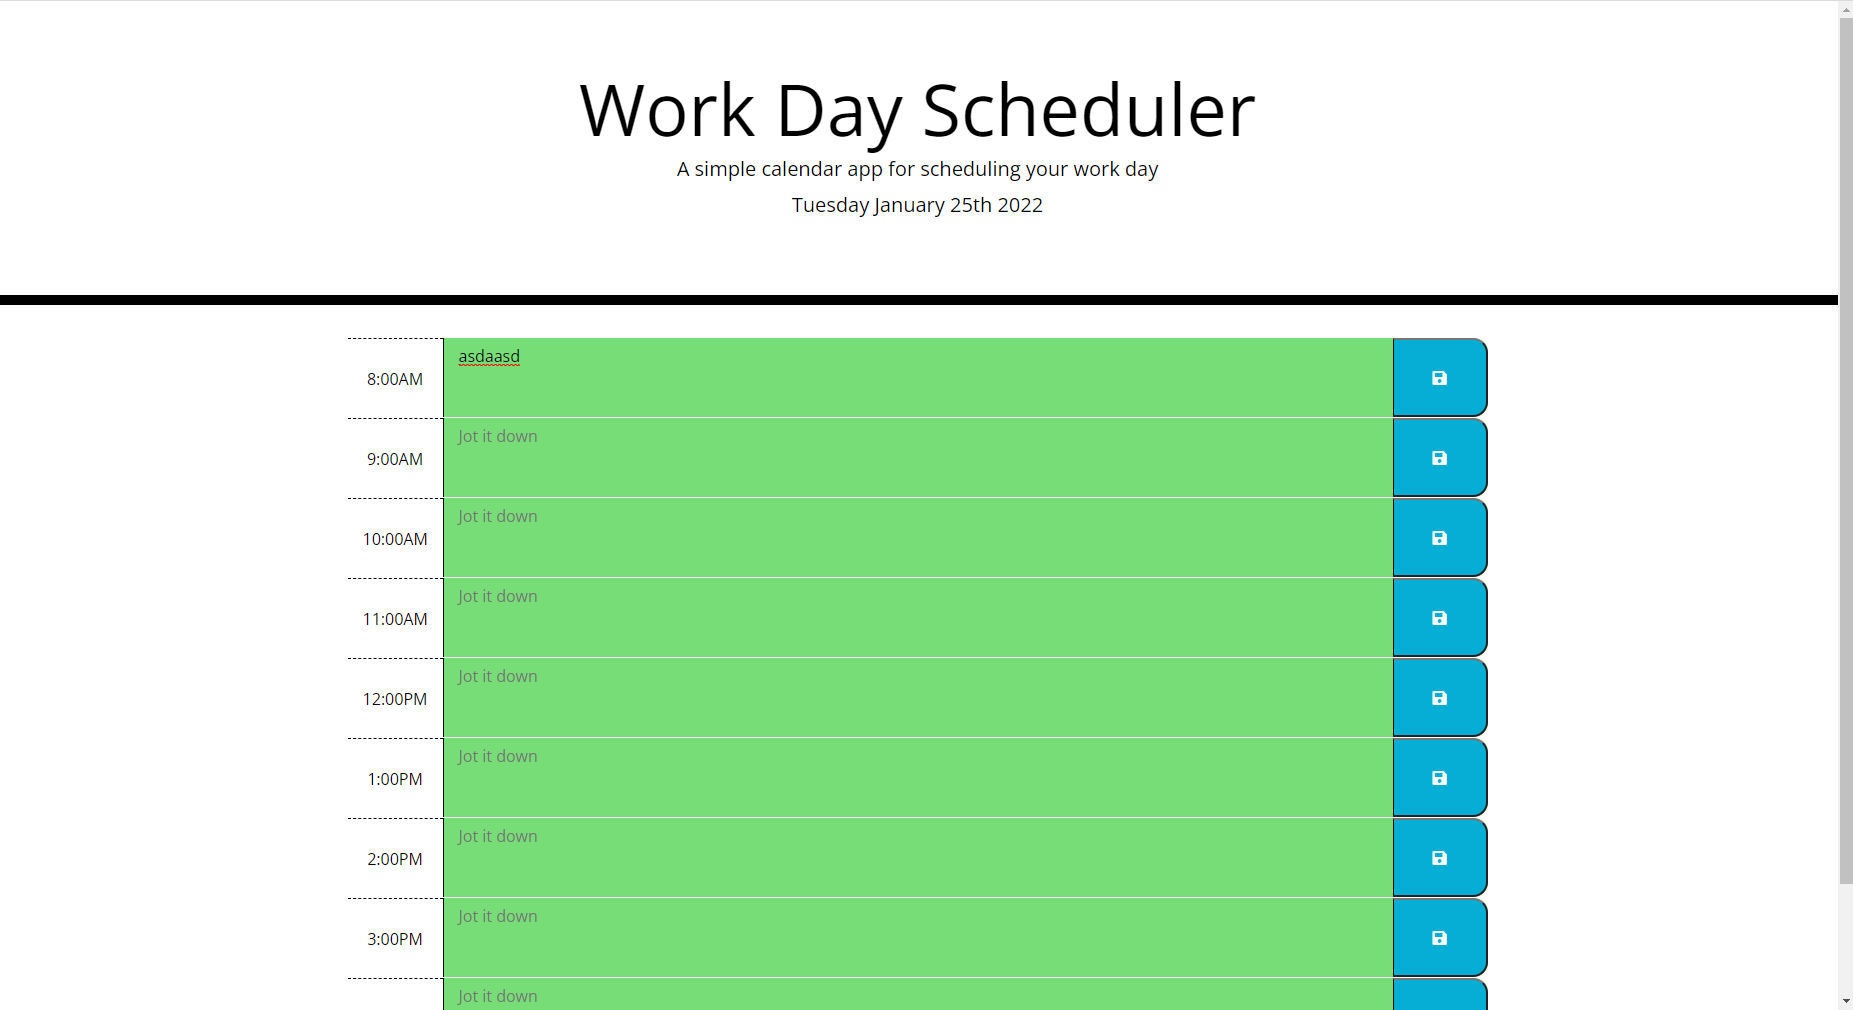 Work Day Scheduler
A simple calendar app for scheduling your work day
Tuesday January 25th 2022
8:00AM asdaasd
9:00AM Jot it down
10:00AM Jot it down
11:00AM Jot it down
12:00PM Jot it down
1:00PM Jot it down
2:00PM Jot it down
3:00PM Jot it down
Jot it down